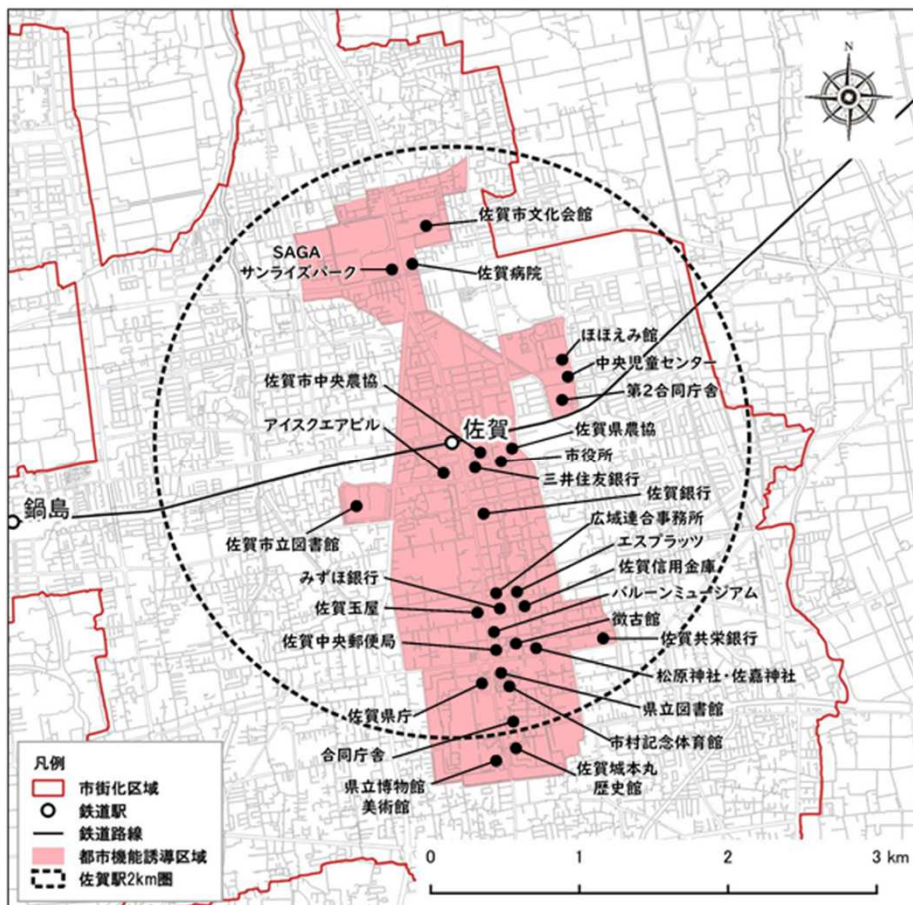 N
佐賀市文化会館
SAGA
サンライズパーク
佐賀病院
ほほえみ館
中央児童センター
第2合同庁舎
佐賀市中央農協
佐賀
アイスクエアビル
佐賀県農協
市役所
三井住友銀行
鍋島
佐賀銀行
佐賀市立図書館
広域連合事務所
エスプラッツ
佐賀信用金庫
みずほ銀行
バルーンミュージアム
佐賀玉屋
徴古館
佐賀中央郵便局
佐賀共栄銀行
松原神社・佐嘉神社
県立図書館
佐賀県庁
市村記念体育館
合同庁舎
佐賀城本丸
歴史館
県立博物館
美術館
凡例
市街化区域
鉄道駅
鉄道路線
都市機能誘導区域
佐賀駅2km圏
0 1 2 3 km